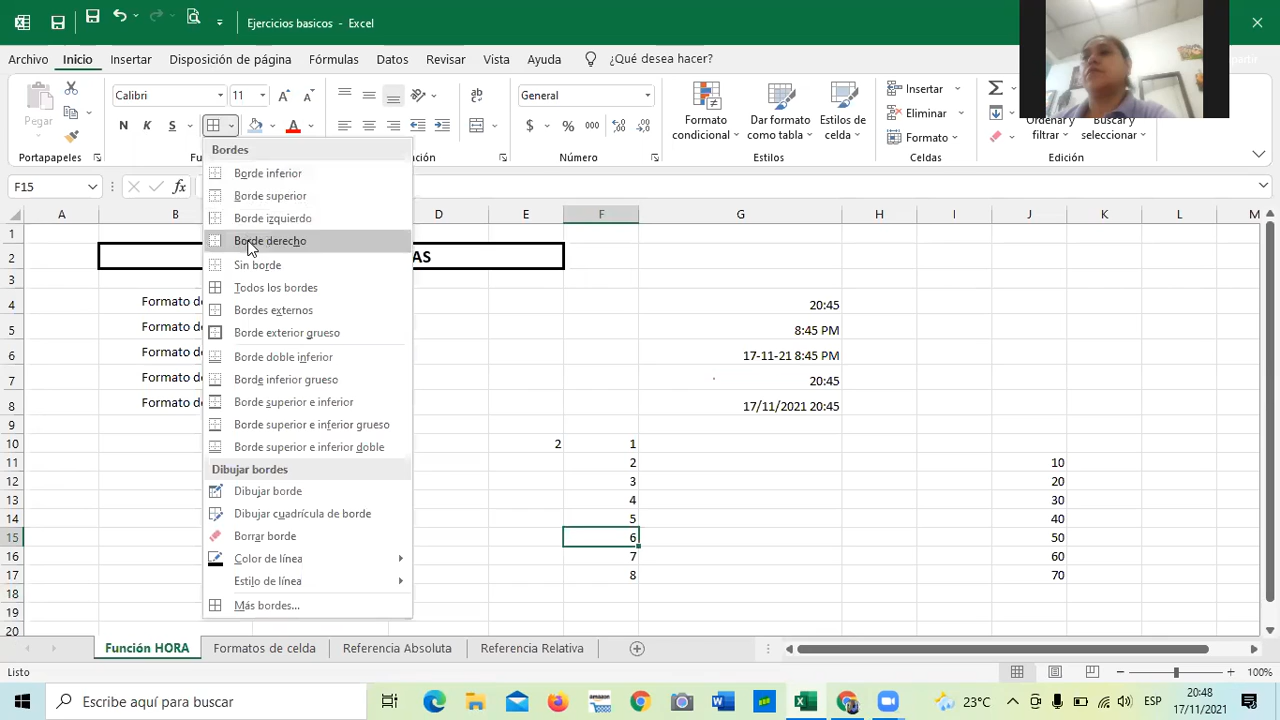 Ejercicios basicos - Excel
Archivo Inicio Insertar Disposición de página Fórmulas Datos Revisar Vista Ayuda ¿Qué desea hacer?
Pegar
Calibri 11
N K S
General
$ % 000
Formato condicional
Dar formato como tabla
Estilos de celda
Insertar
Eliminar
Formato
Ordenar y filtrar
Buscar y seleccionar
Portapapeles Número Estilos Celdas Edición
F15 fx
A B D E F G H I J K L M
Bordes
Borde inferior
Borde superior
Borde izquierdo
Borde derecho
Sin borde
Todos los bordes
Bordes externos
Borde exterior grueso
Borde doble inferior
Borde inferior grueso
Borde superior e inferior
Borde superior e inferior grueso
Borde superior e inferior doble
Dibujar bordes
Dibujar borde
Dibujar cuadrícula de borde
Borrar borde
Color de línea
Estilo de línea
Más bordes...
1
2 AS
3
4 Formato de 20:45
5 Formato de 8:45 PM
6 Formato de 17-11-21 8:45 PM
7 Formato de 20:45
8 Formato de 17/11/2021 20:45
9
10 2 1
11 2 10
12 3 20
13 4 30
14 5 40
15 6 50
16 7 60
17 8 70
18
19
20
Función HORA Formatos de celda Referencia Absoluta Referencia Relativa
Listo 100%
Escribe aquí para buscar
23°C ESP 20:48
17/11/2021